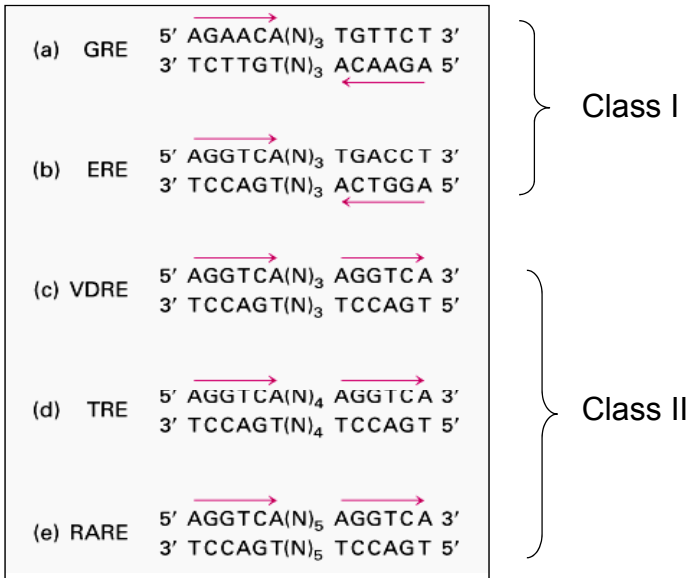 (a) GRE 5′ AGAACA(N)₃ TGTTCT 3′
3′ TCTTGT(N)₃ ACAAGA 5′
Class I
(b) ERE 5′ AGGTCA(N)₃ TGACCT 3′
3′ TCCAGT(N)₃ ACTGGA 5′
(c) VDRE 5′ AGGTCA(N)₃ AGGTCA 3′
3′ TCCAGT(N)₃ TCCAGT 5′
(d) TRE 5′ AGGTCA(N)₄ AGGTCA 3′
3′ TCCAGT(N)₄ TCCAGT 5′
Class II
(e) RARE 5′ AGGTCA(N)₅ AGGTCA 3′
3′ TCCAGT(N)₅ TCCAGT 5′